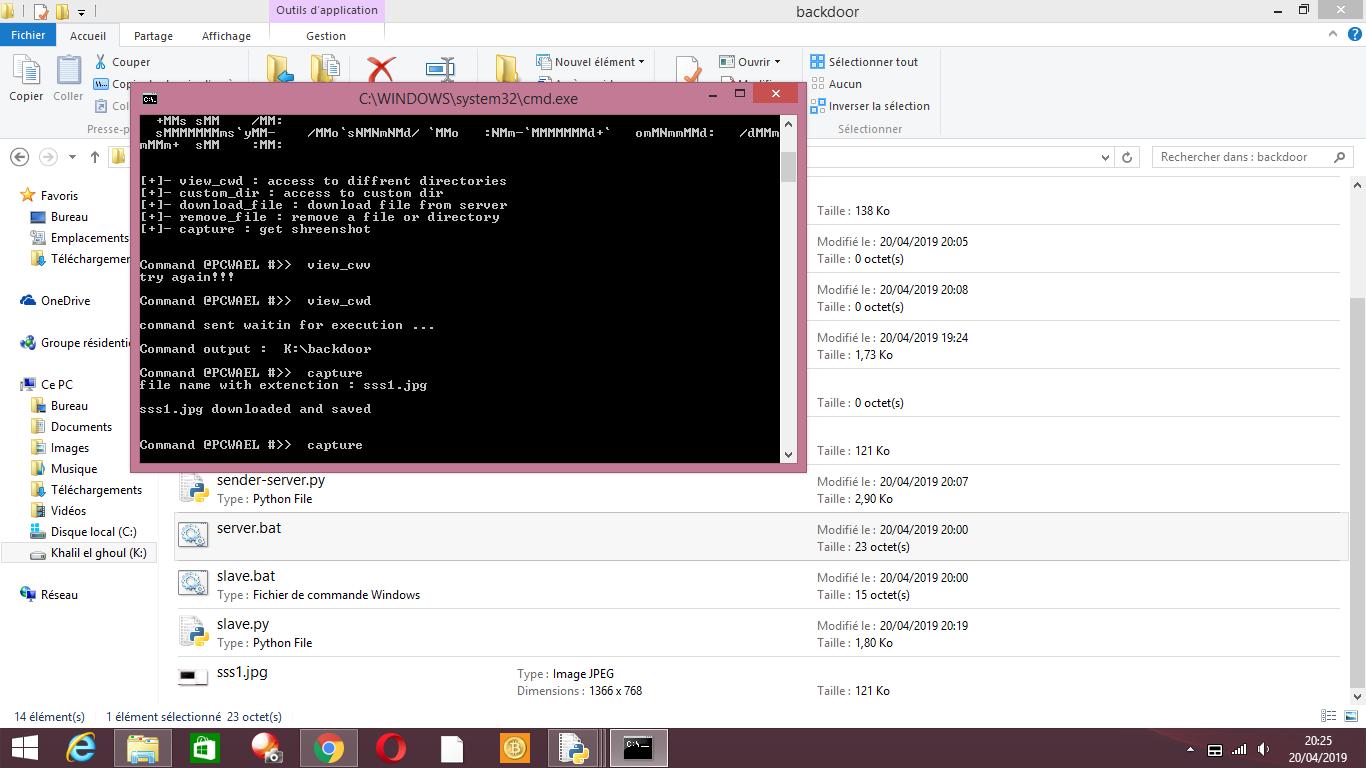 Outils d'application
backdoor
Fichier
Accueil
Partage
Affichage
Gestion
Copier
Coller
Couper
Nouvel élément
Ouvrir
Sélectionner tout
Aucun
Inverser la sélection
Presse-p
Sélectionner
C:\WINDOWS\system32\cmd.exe
+MMs sMM /MM:
sMMMMMMMms`yMM- /MMo`sNMNmNMd/ `MMo :NMm-`MMMMMMMd+` omMNmmMMd: /dMMm
mMMm+ sMM :MM:
[+]- view_cwd : access to diffrent directories
[+]- custom_dir : access to custom dir
[+]- download_file : download file from server
[+]- remove_file : remove a file or directory
[+]- capture : get shreenshot
Command @PCWAEL #>> view_cwv
try again!!!
Command @PCWAEL #>> view_cwd
command sent waitin for execution ...
Command output : K:\backdoor
Command @PCWAEL #>> capture
file name with extenction : sss1.jpg
sss1.jpg downloaded and saved
Command @PCWAEL #>> capture
Rechercher dans : backdoor
Favoris
Bureau
Emplacements
Téléchargemen
OneDrive
Groupe résidentie
Ce PC
Bureau
Documents
Images
Musique
Téléchargements
Vidéos
Disque local (C:)
Khalil el ghoul (K:)
Réseau
Taille : 138 Ko
Modifié le : 20/04/2019 20:05
Taille : 0 octet(s)
Modifié le : 20/04/2019 20:08
Taille : 0 octet(s)
Modifié le : 20/04/2019 19:24
Taille : 1,73 Ko
Taille : 0 octet(s)
Taille : 121 Ko
sender-server.py
Type : Python File
Modifié le : 20/04/2019 20:07
Taille : 2,90 Ko
server.bat
Modifié le : 20/04/2019 20:00
Taille : 23 octet(s)
slave.bat
Type : Fichier de commande Windows
Modifié le : 20/04/2019 20:00
Taille : 15 octet(s)
slave.py
Type : Python File
Modifié le : 20/04/2019 20:19
Taille : 1,80 Ko
sss1.jpg
Type : Image JPEG
Dimensions : 1366 x 768
Taille : 121 Ko
14 élément(s) 1 élément sélectionné 23 octet(s)
20:25
20/04/2019